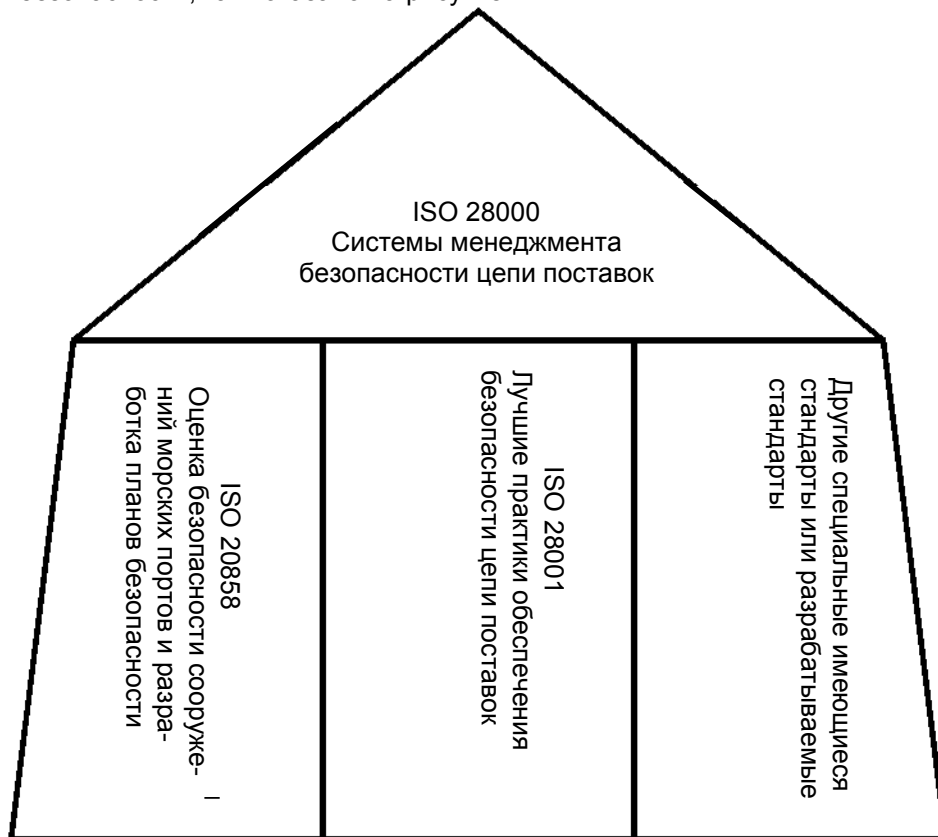 ISO 28000
Системы менеджмента
безопасности цепи поставок
ISO 20858
Оценка безопасности сооруже-
ний морских портов и разра-
ботка планов безопасности
ISO 28001
Лучшие практики обеспечения
безопасности цепи поставок
Другие специальные имеющиеся
стандарты или разрабатываемые
стандарты